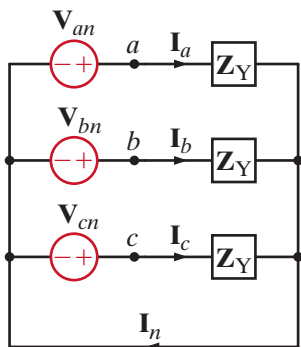 V_an
− + a I_a Z_Y
V_bn
− + b I_b Z_Y
V_cn
− + c I_c Z_Y
I_n